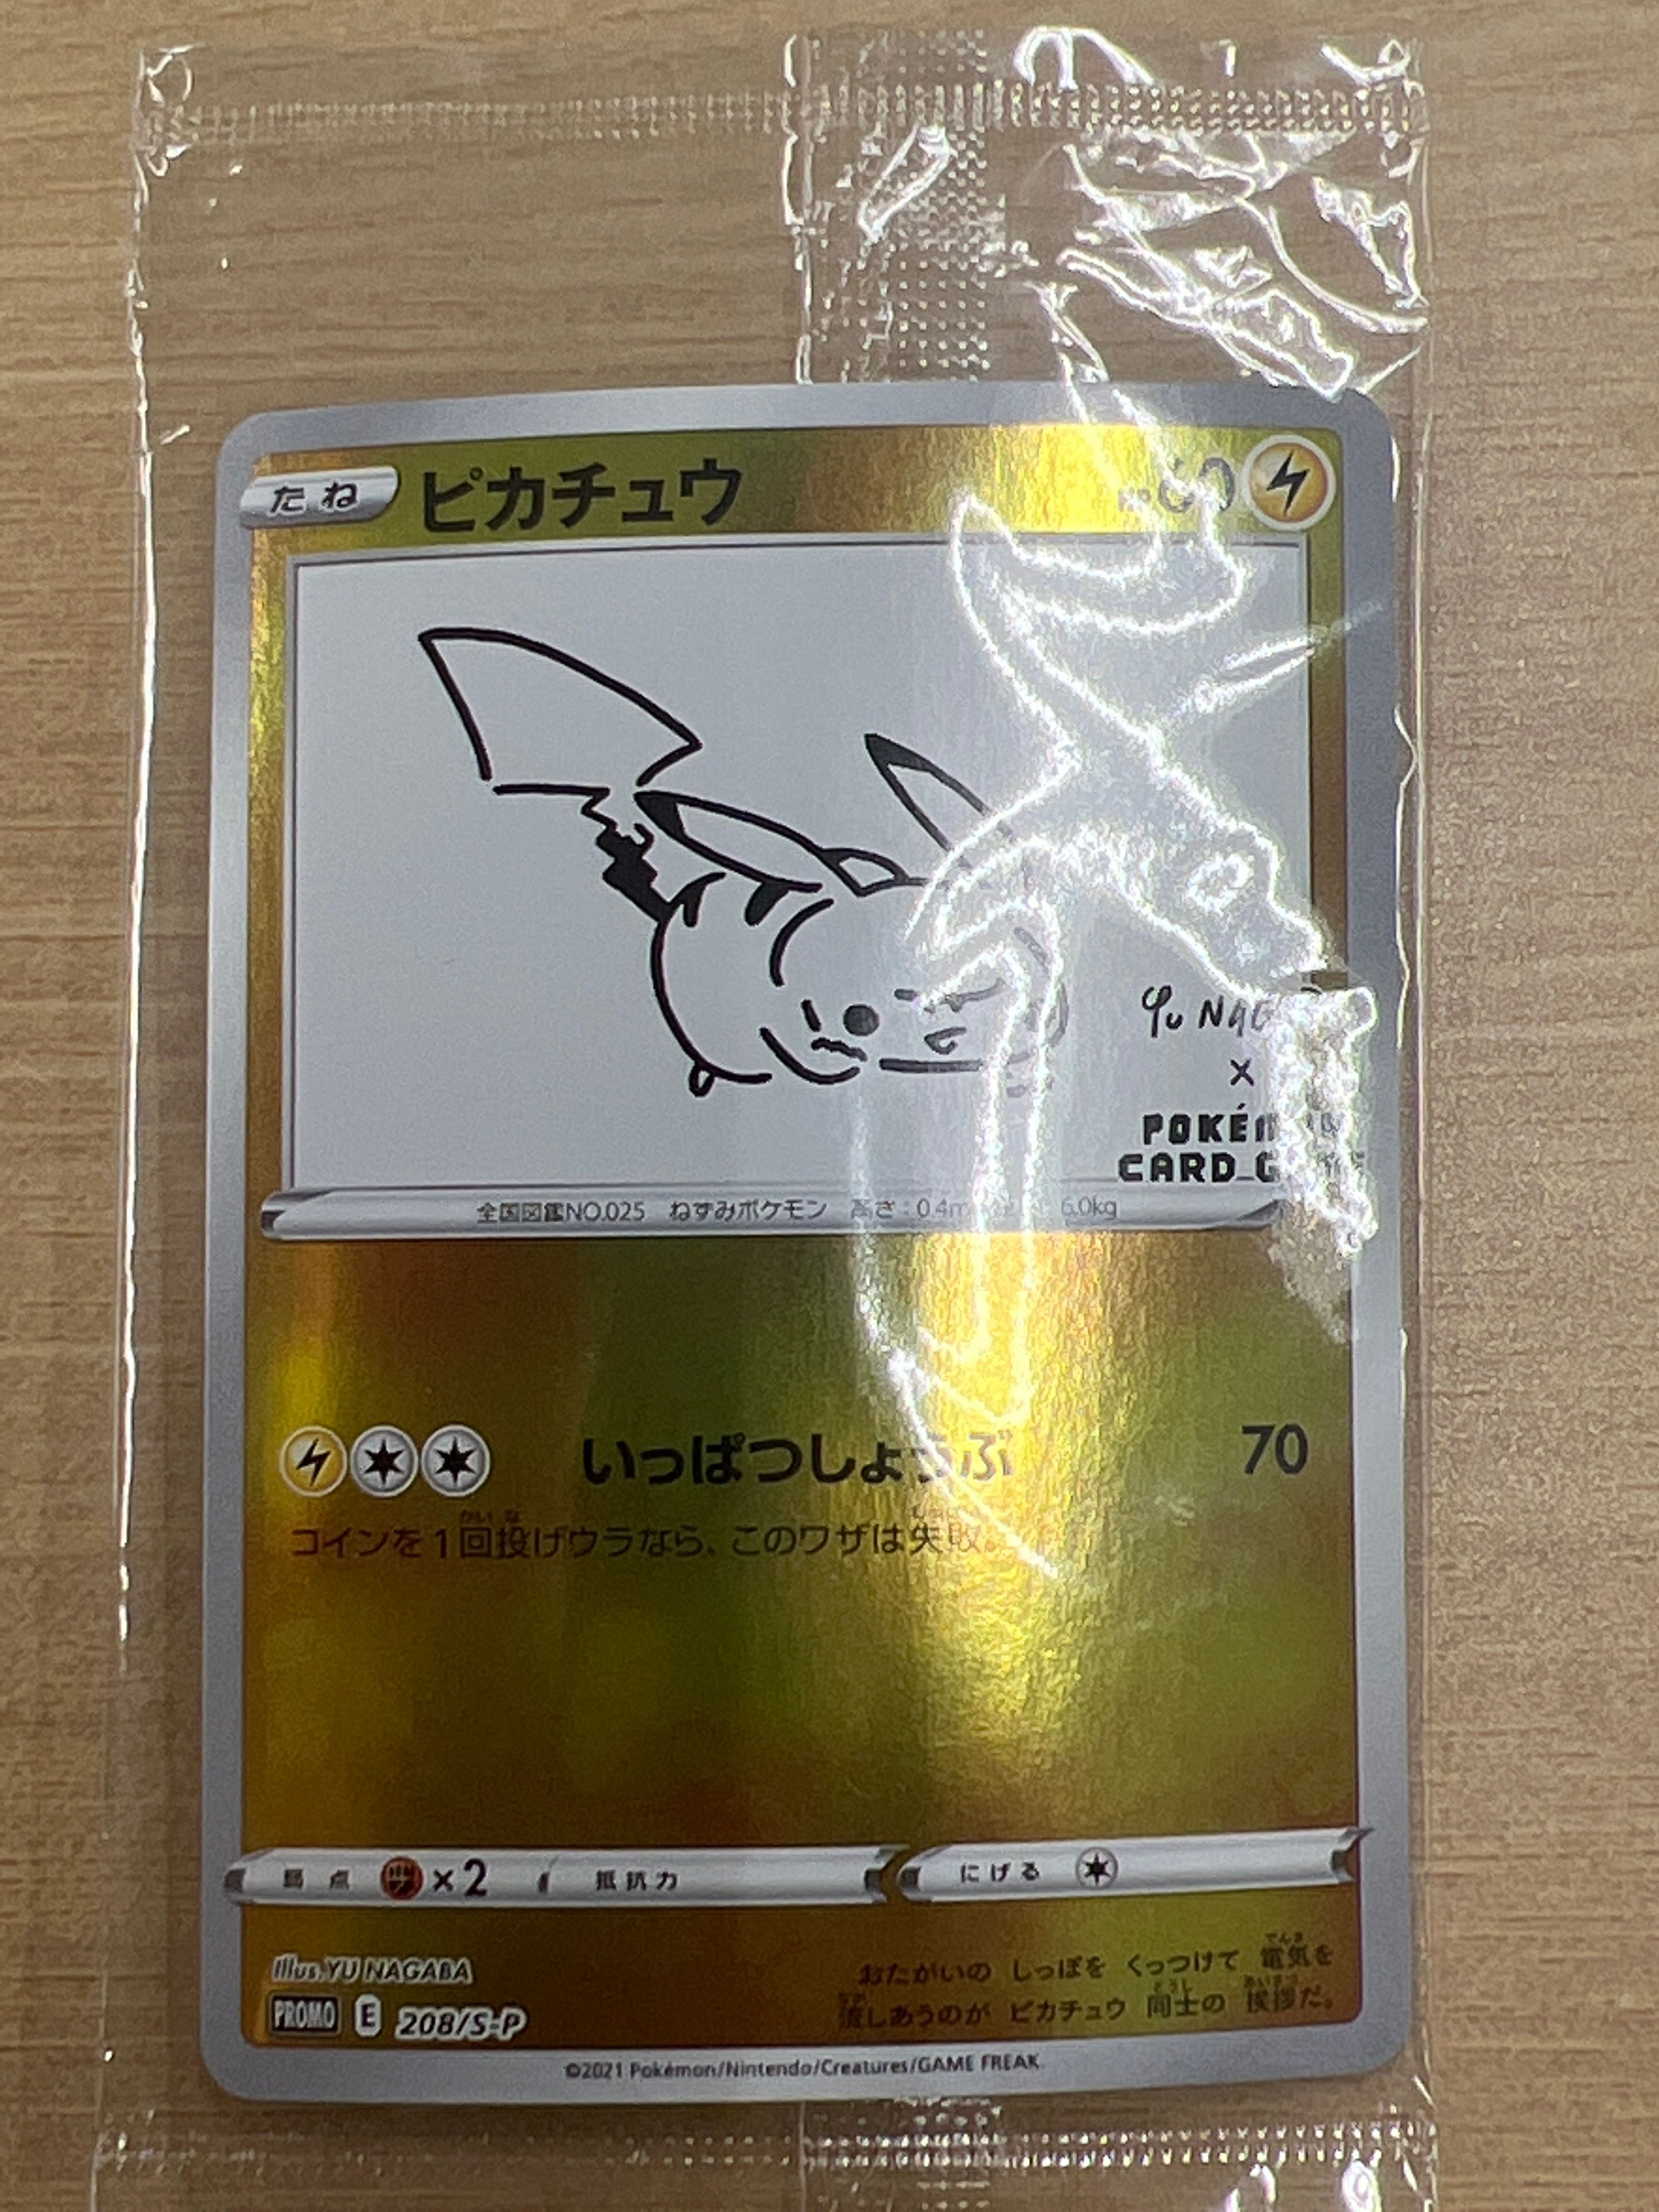 たね ピカチュウ 60
Yu NAG
×
POKÉM
CARD G
全国図鑑NO.025 ねずみポケモン 高さ:0.4m 6.0kg
いっぱつしょうぶ 70
コインを1回投げウラなら、このワザは失敗。
弱点 ×2 抵抗力 にげる
Illus. YU NAGABA
おたがいの しっぽを くっつけて 電気を
流しあうのが ピカチュウ 同士の 挨拶だ。
PROMO E 208/S-P
©2021 Pokémon/Nintendo/Creatures/GAME FREAK.